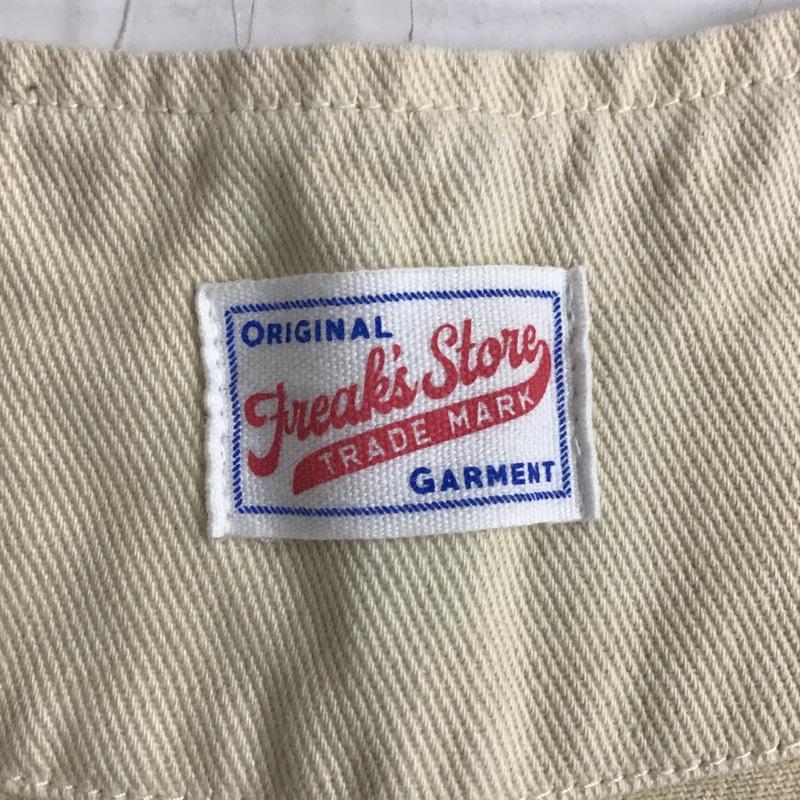 ORIGINAL
Freak's Store
TRADE MARK
GARMENT